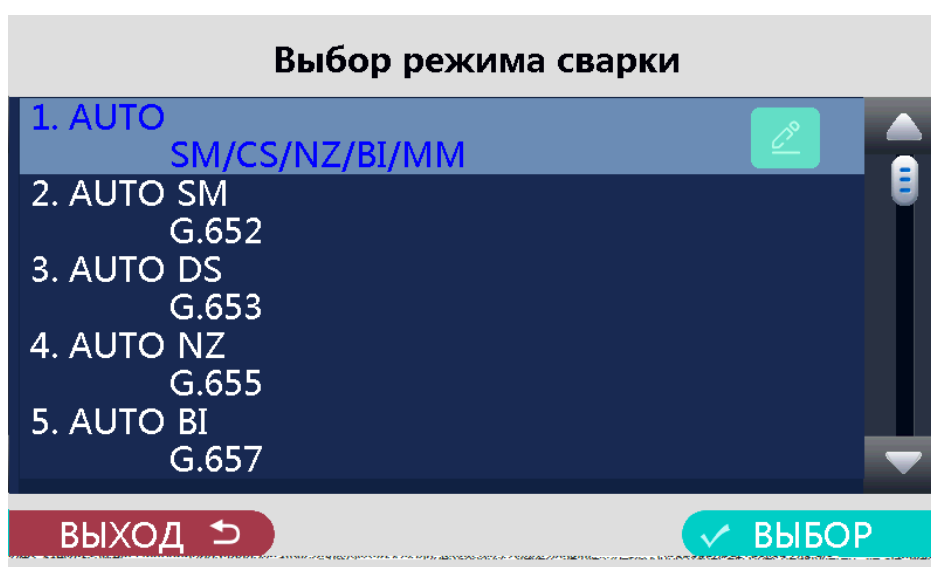 Выбор режима сварки
1. AUTO
SM/CS/NZ/BI/MM
2. AUTO SM
G.652
3. AUTO DS
G.653
4. AUTO NZ
G.655
5. AUTO BI
G.657
ВЫХОД
ВЫБОР